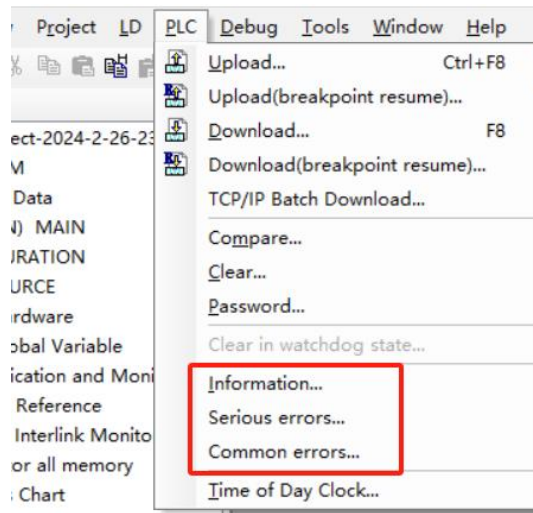 Project LD PLC Debug Tools Window Help
Upload... Ctrl+F8
Upload(breakpoint resume)...
Download... F8
Download(breakpoint resume)...
TCP/IP Batch Download...
Compare...
Clear...
Password...
Clear in watchdog state...
Information...
Serious errors...
Common errors...
Time of Day Clock...
ect-2024-2-26-23
M
Data
N) MAIN
URATION
URCE
rdware
obal Variable
ication and Moni
Reference
Interlink Monito
or all memory
s Chart